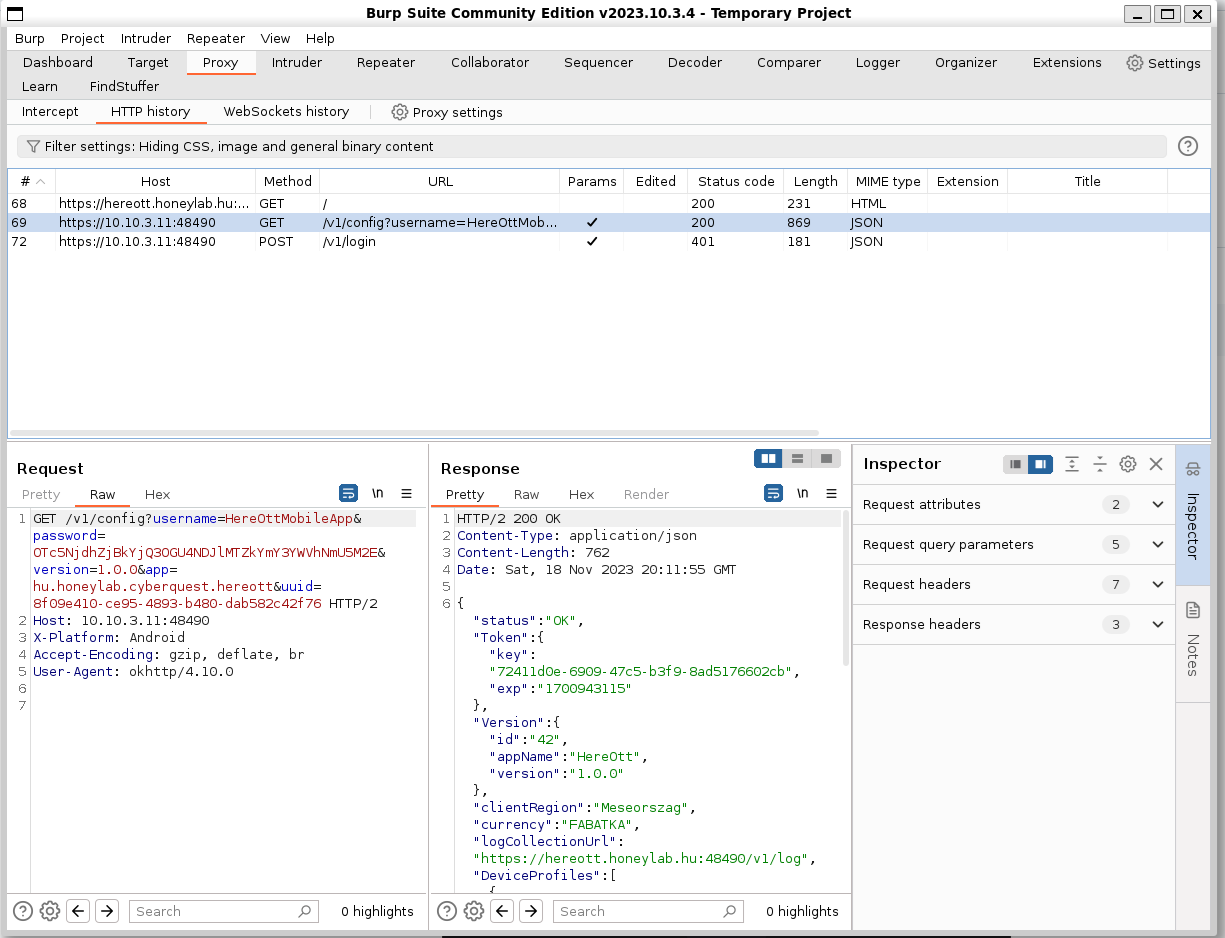 Burp Suite Community Edition v2023.10.3.4 - Temporary Project
Burp Project Intruder Repeater View Help
Dashboard Target Proxy Intruder Repeater Collaborator Sequencer Decoder Comparer Logger Organizer Extensions Settings
Learn FindStuffer
Intercept HTTP history WebSockets history Proxy settings
Filter settings: Hiding CSS, image and general binary content
# Host Method URL Params Edited Status code Length MIME type Extension Title
68 https://hereott.honeylab.hu:... GET / 200 231 HTML
69 https://10.10.3.11:48490 GET /v1/config?username=HereOttMob... ✓ 200 869 JSON
72 https://10.10.3.11:48490 POST /v1/login ✓ 401 181 JSON
Request
Pretty Raw Hex \n
1 GET /v1/config?username=HereOttMobileApp&
password=
OTc5NjdhZjBkYjQ3OGU4NDJlMTZkYmY3YWVhNmU5M2E&
version=1.0.0&app=
hu.honeylab.cyberquest.hereott&uuid=
8f09e410-ce95-4893-b480-dab582c42f76 HTTP/2
2 Host: 10.10.3.11:48490
3 X-Platform: Android
4 Accept-Encoding: gzip, deflate, br
5 User-Agent: okhttp/4.10.0
6
7
Search 0 highlights
Response
Pretty Raw Hex Render \n
1 HTTP/2 200 OK
2 Content-Type: application/json
3 Content-Length: 762
4 Date: Sat, 18 Nov 2023 20:11:55 GMT
5
6 {
"status":"OK",
"Token":{
"key":
"72411d0e-6909-47c5-b3f9-8ad5176602cb",
"exp":"1700943115"
},
"Version":{
"id":"42",
"appName":"HereOtt",
"version":"1.0.0"
},
"clientRegion":"Meseorszag",
"currency":"FABATKA",
"logCollectionUrl":
"https://hereott.honeylab.hu:48490/v1/log",
"DeviceProfiles":[
{
Search 0 highlights
Inspector
Request attributes 2
Request query parameters 5
Request headers 7
Response headers 3
Inspector
Notes